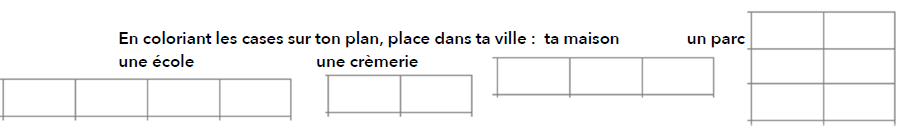 En coloriant les cases sur ton plan, place dans ta ville : ta maison un parc
une école une crèmerie